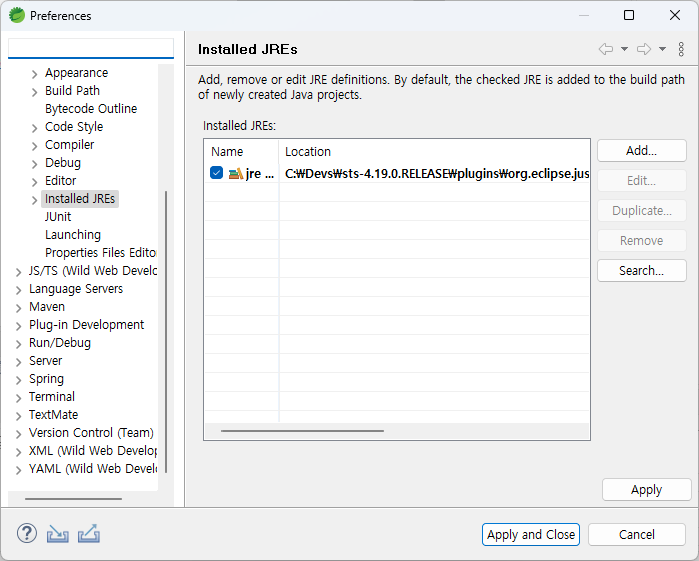 Preferences
Appearance
Build Path
Bytecode Outline
Code Style
Compiler
Debug
Editor
Installed JREs
JUnit
Launching
Properties Files Edito
JS/TS (Wild Web Develo
Language Servers
Maven
Plug-in Development
Run/Debug
Server
Spring
Terminal
TextMate
Version Control (Team)
XML (Wild Web Develop
YAML (Wild Web Develo
Installed JREs
Add, remove or edit JRE definitions. By default, the checked JRE is added to the build path
of newly created Java projects.
Installed JREs:
Name Location
jre ... C:₩Devs₩sts-4.19.0.RELEASE₩plugins₩org.eclipse.jus
Add...
Edit...
Duplicate...
Remove
Search...
Apply
? Apply and Close Cancel